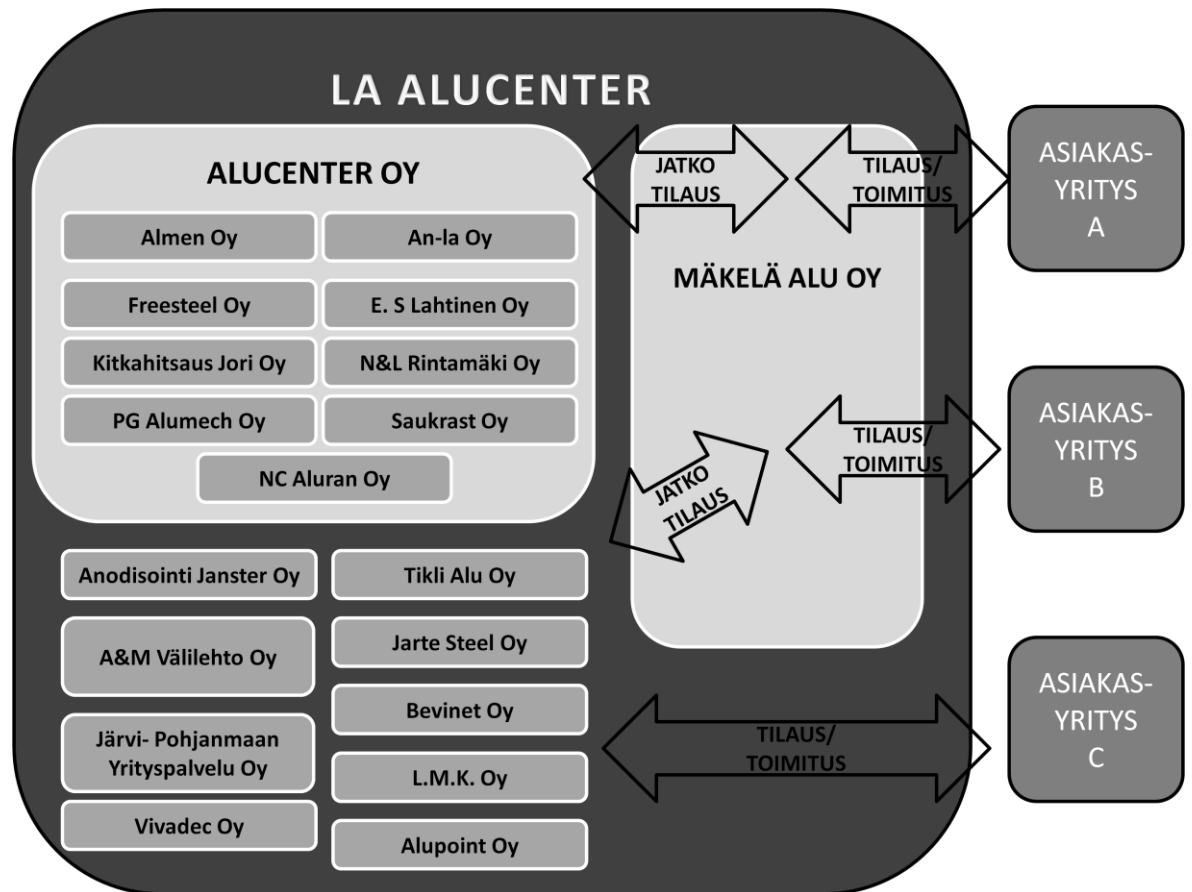 LA ALUCENTER
ALUCENTER OY
Almen Oy
An-la Oy
Freesteel Oy
E. S Lahtinen Oy
Kitkahitsaus Jori Oy
N&L Rintamäki Oy
PG Alumech Oy
Saukrast Oy
NC Aluran Oy
Anodisointi Janster Oy
Tikli Alu Oy
A&M Välilehto Oy
Jarte Steel Oy
Bevinet Oy
Järvi- Pohjanmaan
Yrityspalvelu Oy
L.M.K. Oy
Vivadec Oy
Alupoint Oy
JATKO
TILAUS
TILAUS/
TOIMITUS
MÄKELÄ ALU OY
JATKO
TILAUS
TILAUS/
TOIMITUS
TILAUS/
TOIMITUS
ASIAKAS-
YRITYS
A
ASIAKAS-
YRITYS
B
ASIAKAS-
YRITYS
C